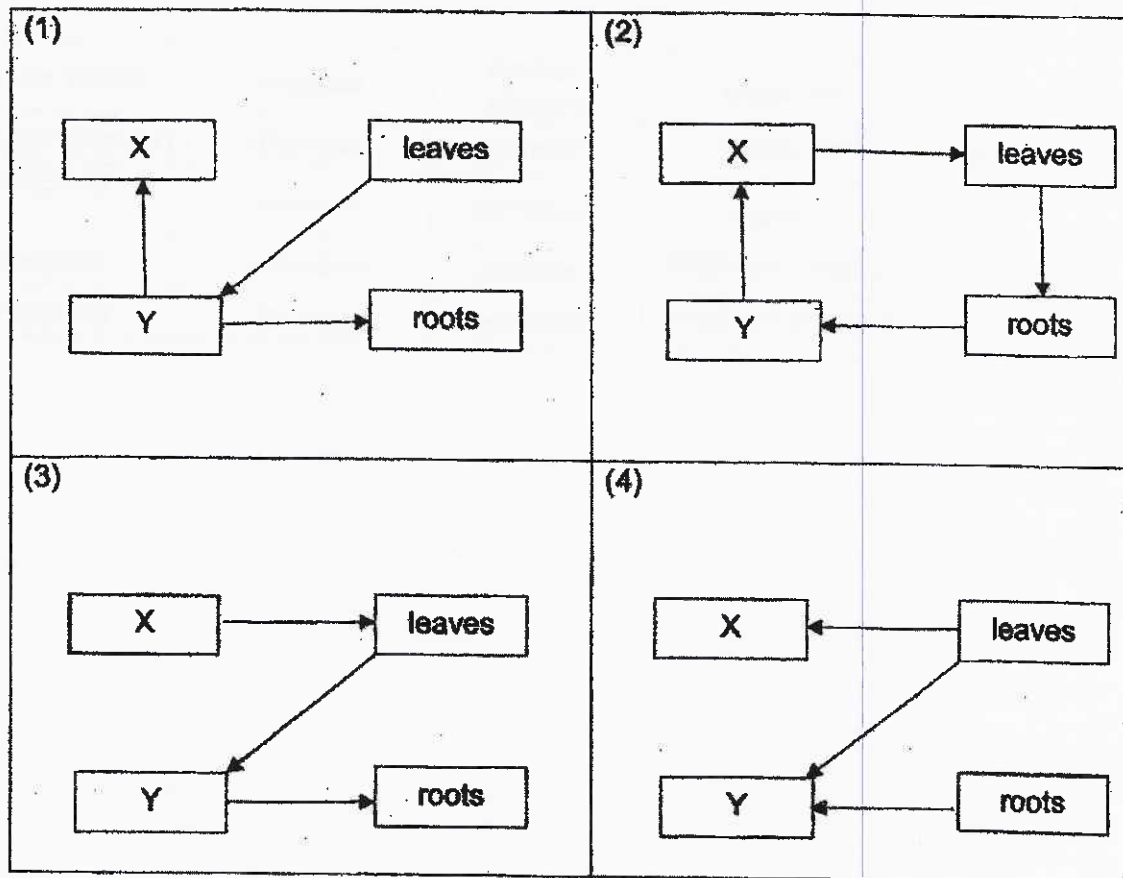 (1)
X
leaves
Y
roots
(2)
X
leaves
Y
roots
(3)
X
leaves
Y
roots
(4)
X
leaves
Y
roots